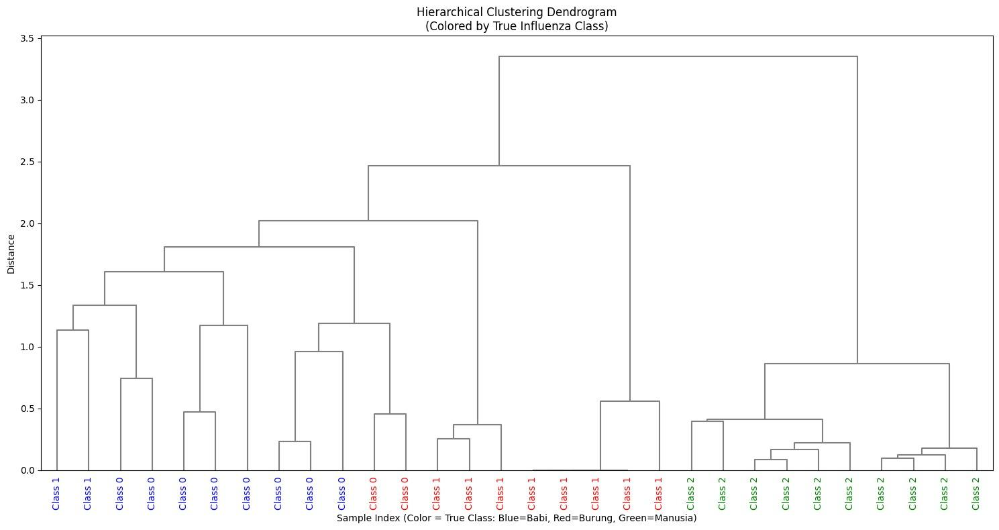 Hierarchical Clustering Dendrogram
(Colored by True Influenza Class)
3.5
3.0
2.5
2.0
1.5
1.0
0.5
0.0
Distance
Class 1
Class 1
Class 0
Class 0
Class 0
Class 0
Class 0
Class 0
Class 0
Class 0
Class 0
Class 0
Class 1
Class 1
Class 1
Class 1
Class 1
Class 1
Class 1
Class 1
Class 2
Class 2
Class 2
Class 2
Class 2
Class 2
Class 2
Class 2
Class 2
Class 2
Sample Index (Color = True Class: Blue=Babi, Red=Burung, Green=Manusia)